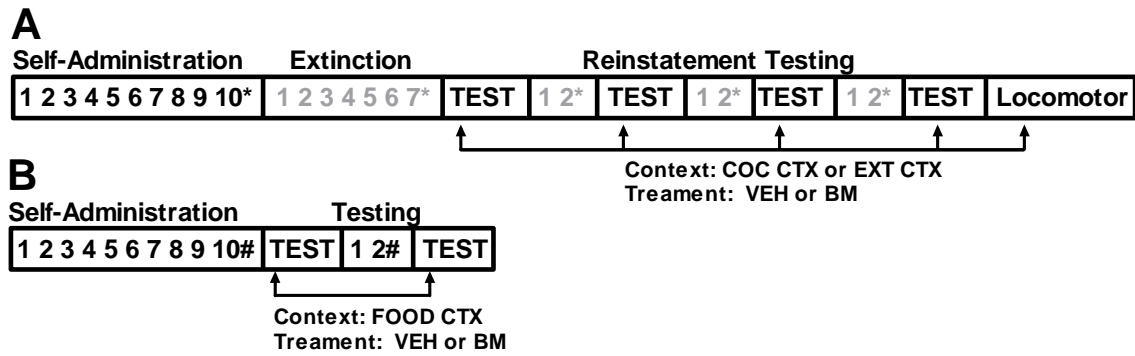 A
Self-Administration Extinction Reinstatement Testing
1 2 3 4 5 6 7 8 9 10* 1 2 3 4 5 6 7* TEST 1 2* TEST 1 2* TEST 1 2* TEST Locomotor
Context: COC CTX or EXT CTX
Treament: VEH or BM
B
Self-Administration Testing
1 2 3 4 5 6 7 8 9 10# TEST 1 2# TEST
Context: FOOD CTX
Treament: VEH or BM